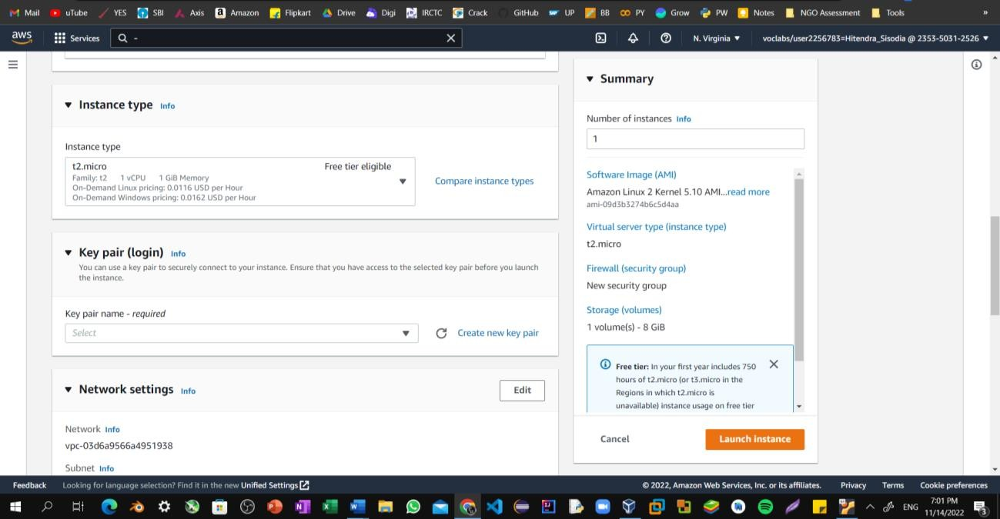 Mail uTube YES SBI Axis Amazon Flipkart Drive Digi IRCTC Crack GitHub UP BB PY Grow PW Notes NGO Assessment Tools »
aws Services - N. Virginia ▼ voclabs/user2256783=Hitendra_Sisodia @ 2353-5031-2526 ▼
▼ Instance type Info
Instance type
t2.micro Free tier eligible
Family: t2 1 vCPU 1 GiB Memory
On-Demand Linux pricing: 0.0116 USD per Hour
On-Demand Windows pricing: 0.0162 USD per Hour
Compare instance types
▼ Key pair (login) Info
You can use a key pair to securely connect to your instance. Ensure that you have access to the selected key pair before you launch
the instance.
Key pair name - required
Select
Create new key pair
▼ Network settings Info
Edit
Network Info
vpc-03d6a9566a4951938
Subnet Info
▼ Summary
Number of instances Info
1
Software Image (AMI)
Amazon Linux 2 Kernel 5.10 AMI...read more
ami-09d3b3274b6c5d4aa
Virtual server type (instance type)
t2.micro
Firewall (security group)
New security group
Storage (volumes)
1 volume(s) - 8 GiB
Free tier: In your first year includes 750
hours of t2.micro (or t3.micro in the
Regions in which t2.micro is
unavailable) instance usage on free tier
Cancel Launch instance
Feedback Looking for language selection? Find it in the new Unified Settings © 2022, Amazon Web Services, Inc. or its affiliates. Privacy Terms Cookie preferences
ENG
7:01 PM
11/14/2022
3